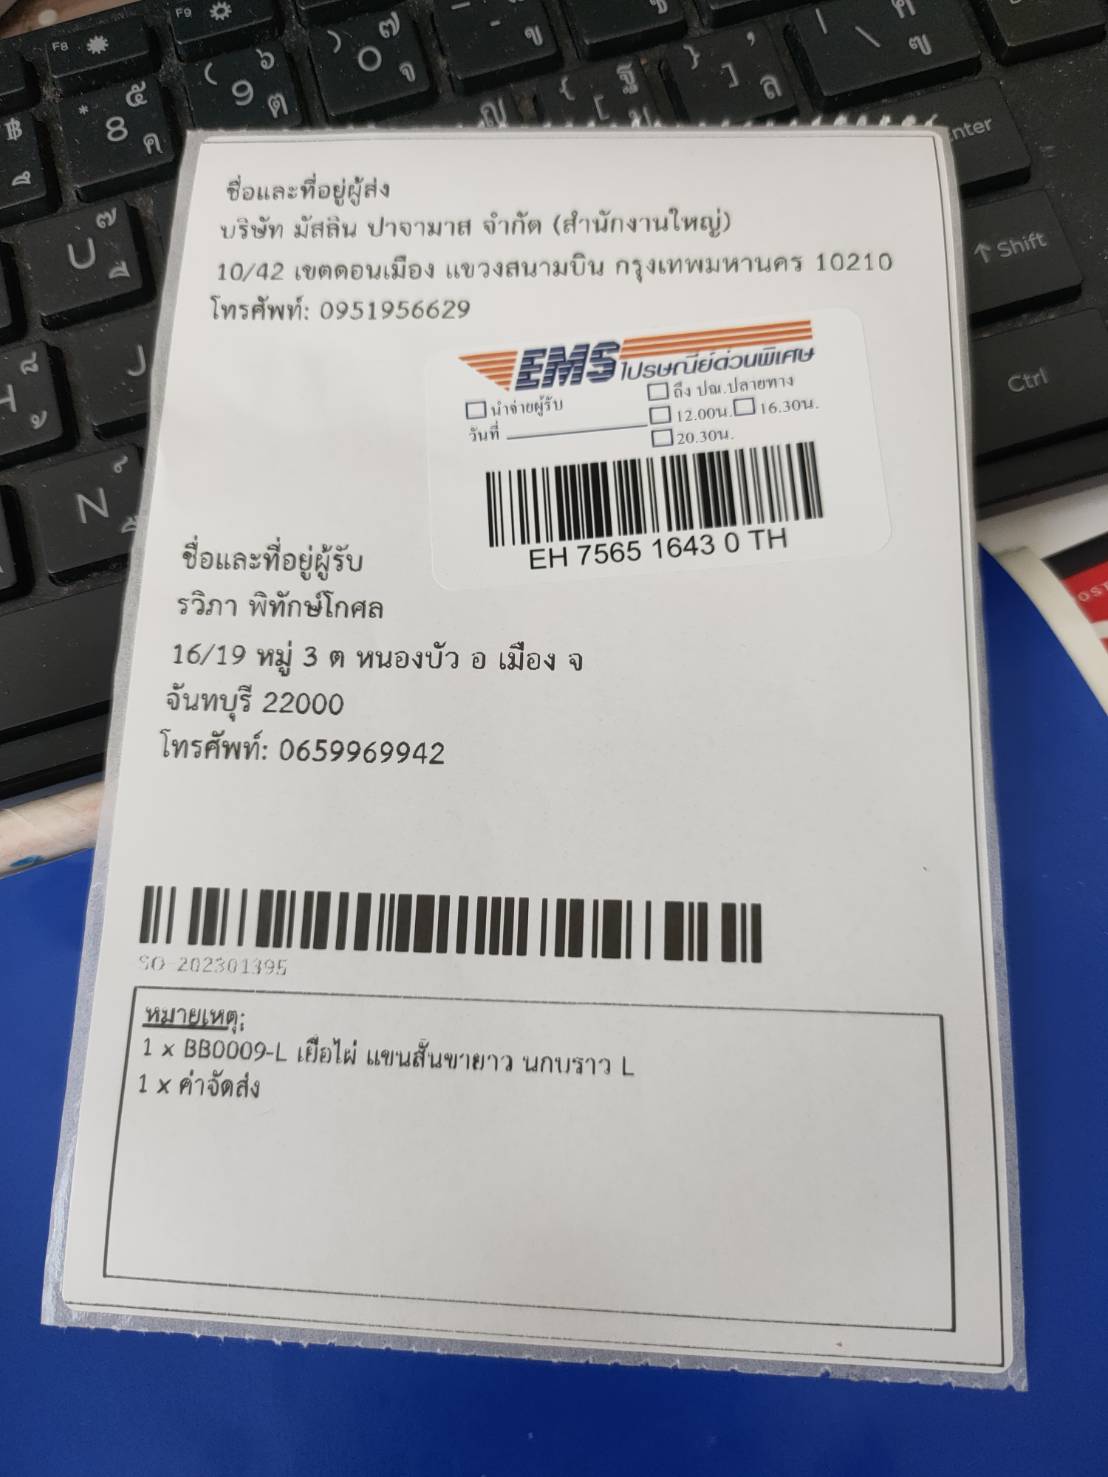 F8
F9
ชื่อและที่อยู่ผู้ส่ง
บริษัท มัสลิน ปาจามาส จำกัด (สำนักงานใหญ่)
10/42 เขตดอนเมือง แขวงสนามบิน กรุงเทพมหานคร 10210
โทรศัพท์: 0951956629
EMS ไปรษณีย์ด่วนพิเศษ
นำจ่ายผู้รับ ถึง ปณ.ปลายทาง
วันที่ 12.00น. 16.30น.
20.30น.
EH 7565 1643 0 TH
ชื่อและที่อยู่ผู้รับ
รวิภา พิทักษ์โกศล
16/19 หมู่ 3 ต หนองบัว อ เมือง จ
จันทบุรี 22000
โทรศัพท์: 0659969942
SO-202301395
หมายเหตุ:
1 x BB0009-L เยื่อไผ่ แขนสั้นขายาว นกบราว L
1 x ค่าจัดส่ง
Shift
Ctrl